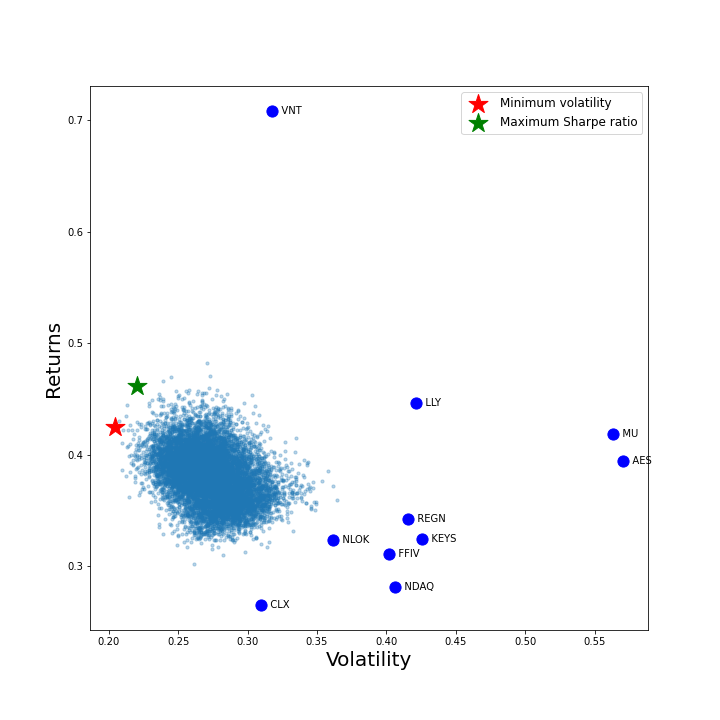 VNT
Minimum volatility
Maximum Sharpe ratio
0.7
0.6
0.5
0.4
0.3
Returns
LLY
MU
AES
REGN
KEYS
NLOK
FFIV
NDAQ
CLX
0.20 0.25 0.30 0.35 0.40 0.45 0.50 0.55
Volatility